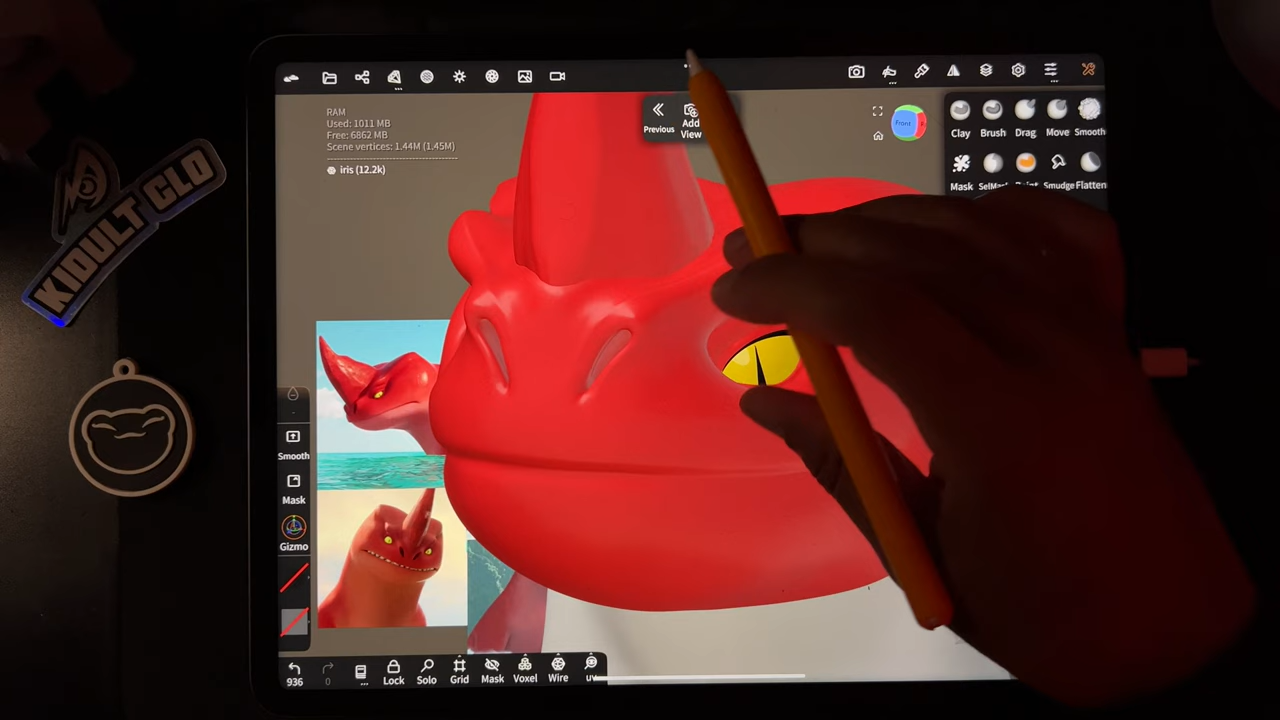 RAM
Used: 1011 MB
Free: 6862 MB
Scene vertices: 1.44M (1.45M)
iris (12.2k)
Previous
Add
View
Front
Clay Brush Drag Move Smooth
Mask Smudge Flatten
KIDULT CLO
Smooth
Mask
Gizmo
936
0
Lock Solo Grid Mask Voxel Wire